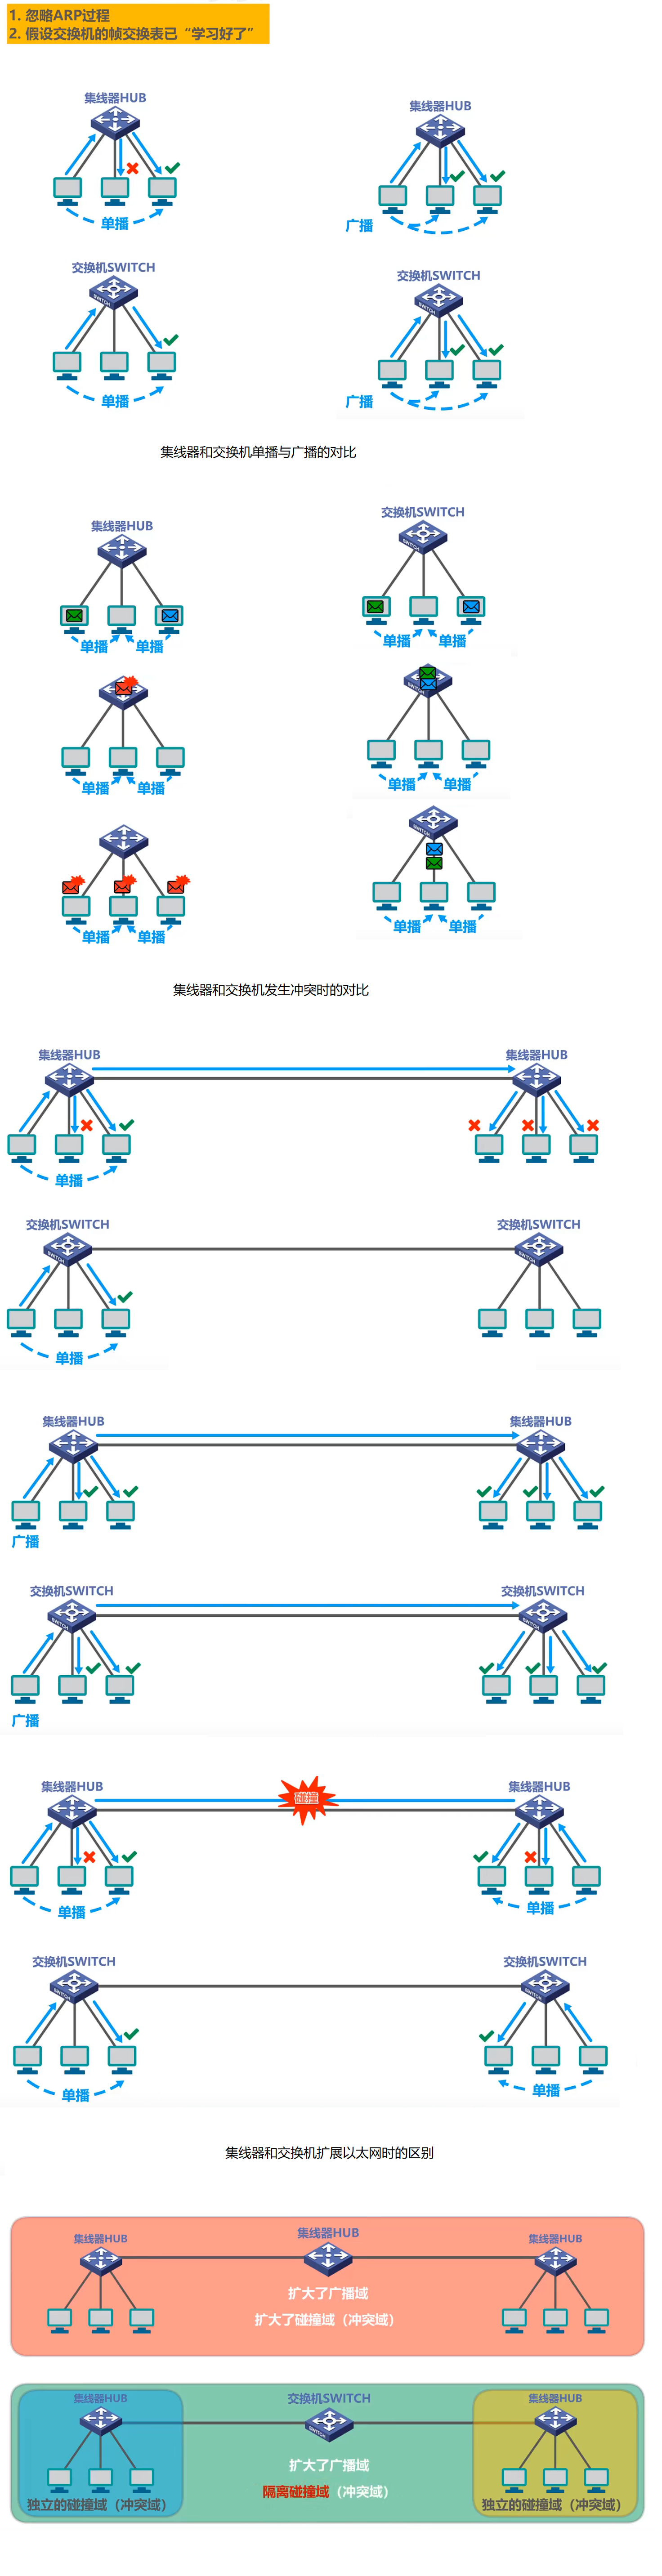 1. 忽略ARP过程
2. 假设交换机的帧交换表已“学习好了”
集线器HUB
集线器HUB
单播
广播
交换机SWITCH
交换机SWITCH
SWITCH
SWITCH
单播
广播
集线器和交换机单播与广播的对比
集线器HUB
交换机SWITCH
SWITCH
单播
单播
单播
单播
单播
单播
单播
单播
SWITCH
单播
单播
单播
单播
集线器和交换机发生冲突时的对比
集线器HUB
集线器HUB
单播
交换机SWITCH
交换机SWITCH
SWITCH
SWITCH
单播
集线器HUB
集线器HUB
广播
交换机SWITCH
交换机SWITCH
SWITCH
SWITCH
广播
集线器HUB
碰撞
集线器HUB
单播
单播
交换机SWITCH
交换机SWITCH
SWITCH
SWITCH
单播
单播
集线器和交换机扩展以太网时的区别
集线器HUB
集线器HUB
集线器HUB
扩大了广播域
扩大了碰撞域（冲突域）
集线器HUB
交换机SWITCH
集线器HUB
SWITCH
扩大了广播域
隔离碰撞域（冲突域）
独立的碰撞域（冲突域）
独立的碰撞域（冲突域）